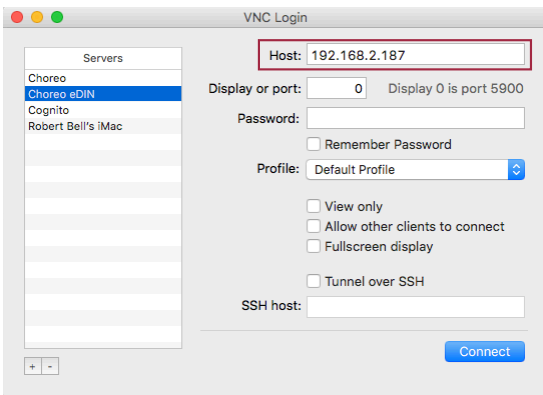 VNC Login
Servers
Choreo
Choreo eDIN
Cognito
Robert Bell's iMac
+ -
Host: 192.168.2.187
Display or port: 0 Display 0 is port 5900
Password:
Remember Password
Profile: Default Profile
View only
Allow other clients to connect
Fullscreen display
Tunnel over SSH
SSH host:
Connect